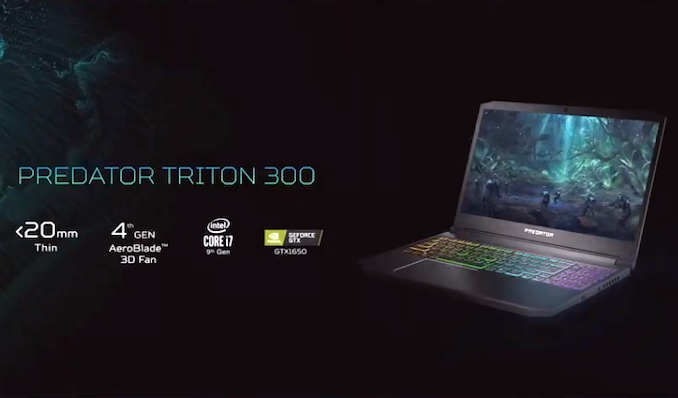 PREDATOR TRITON 300
<20mm
Thin
4th GEN
AeroBlade™
3D Fan
intel
CORE i7
9th Gen
NVIDIA
GEFORCE
GTX
GTX1650
PREDATOR